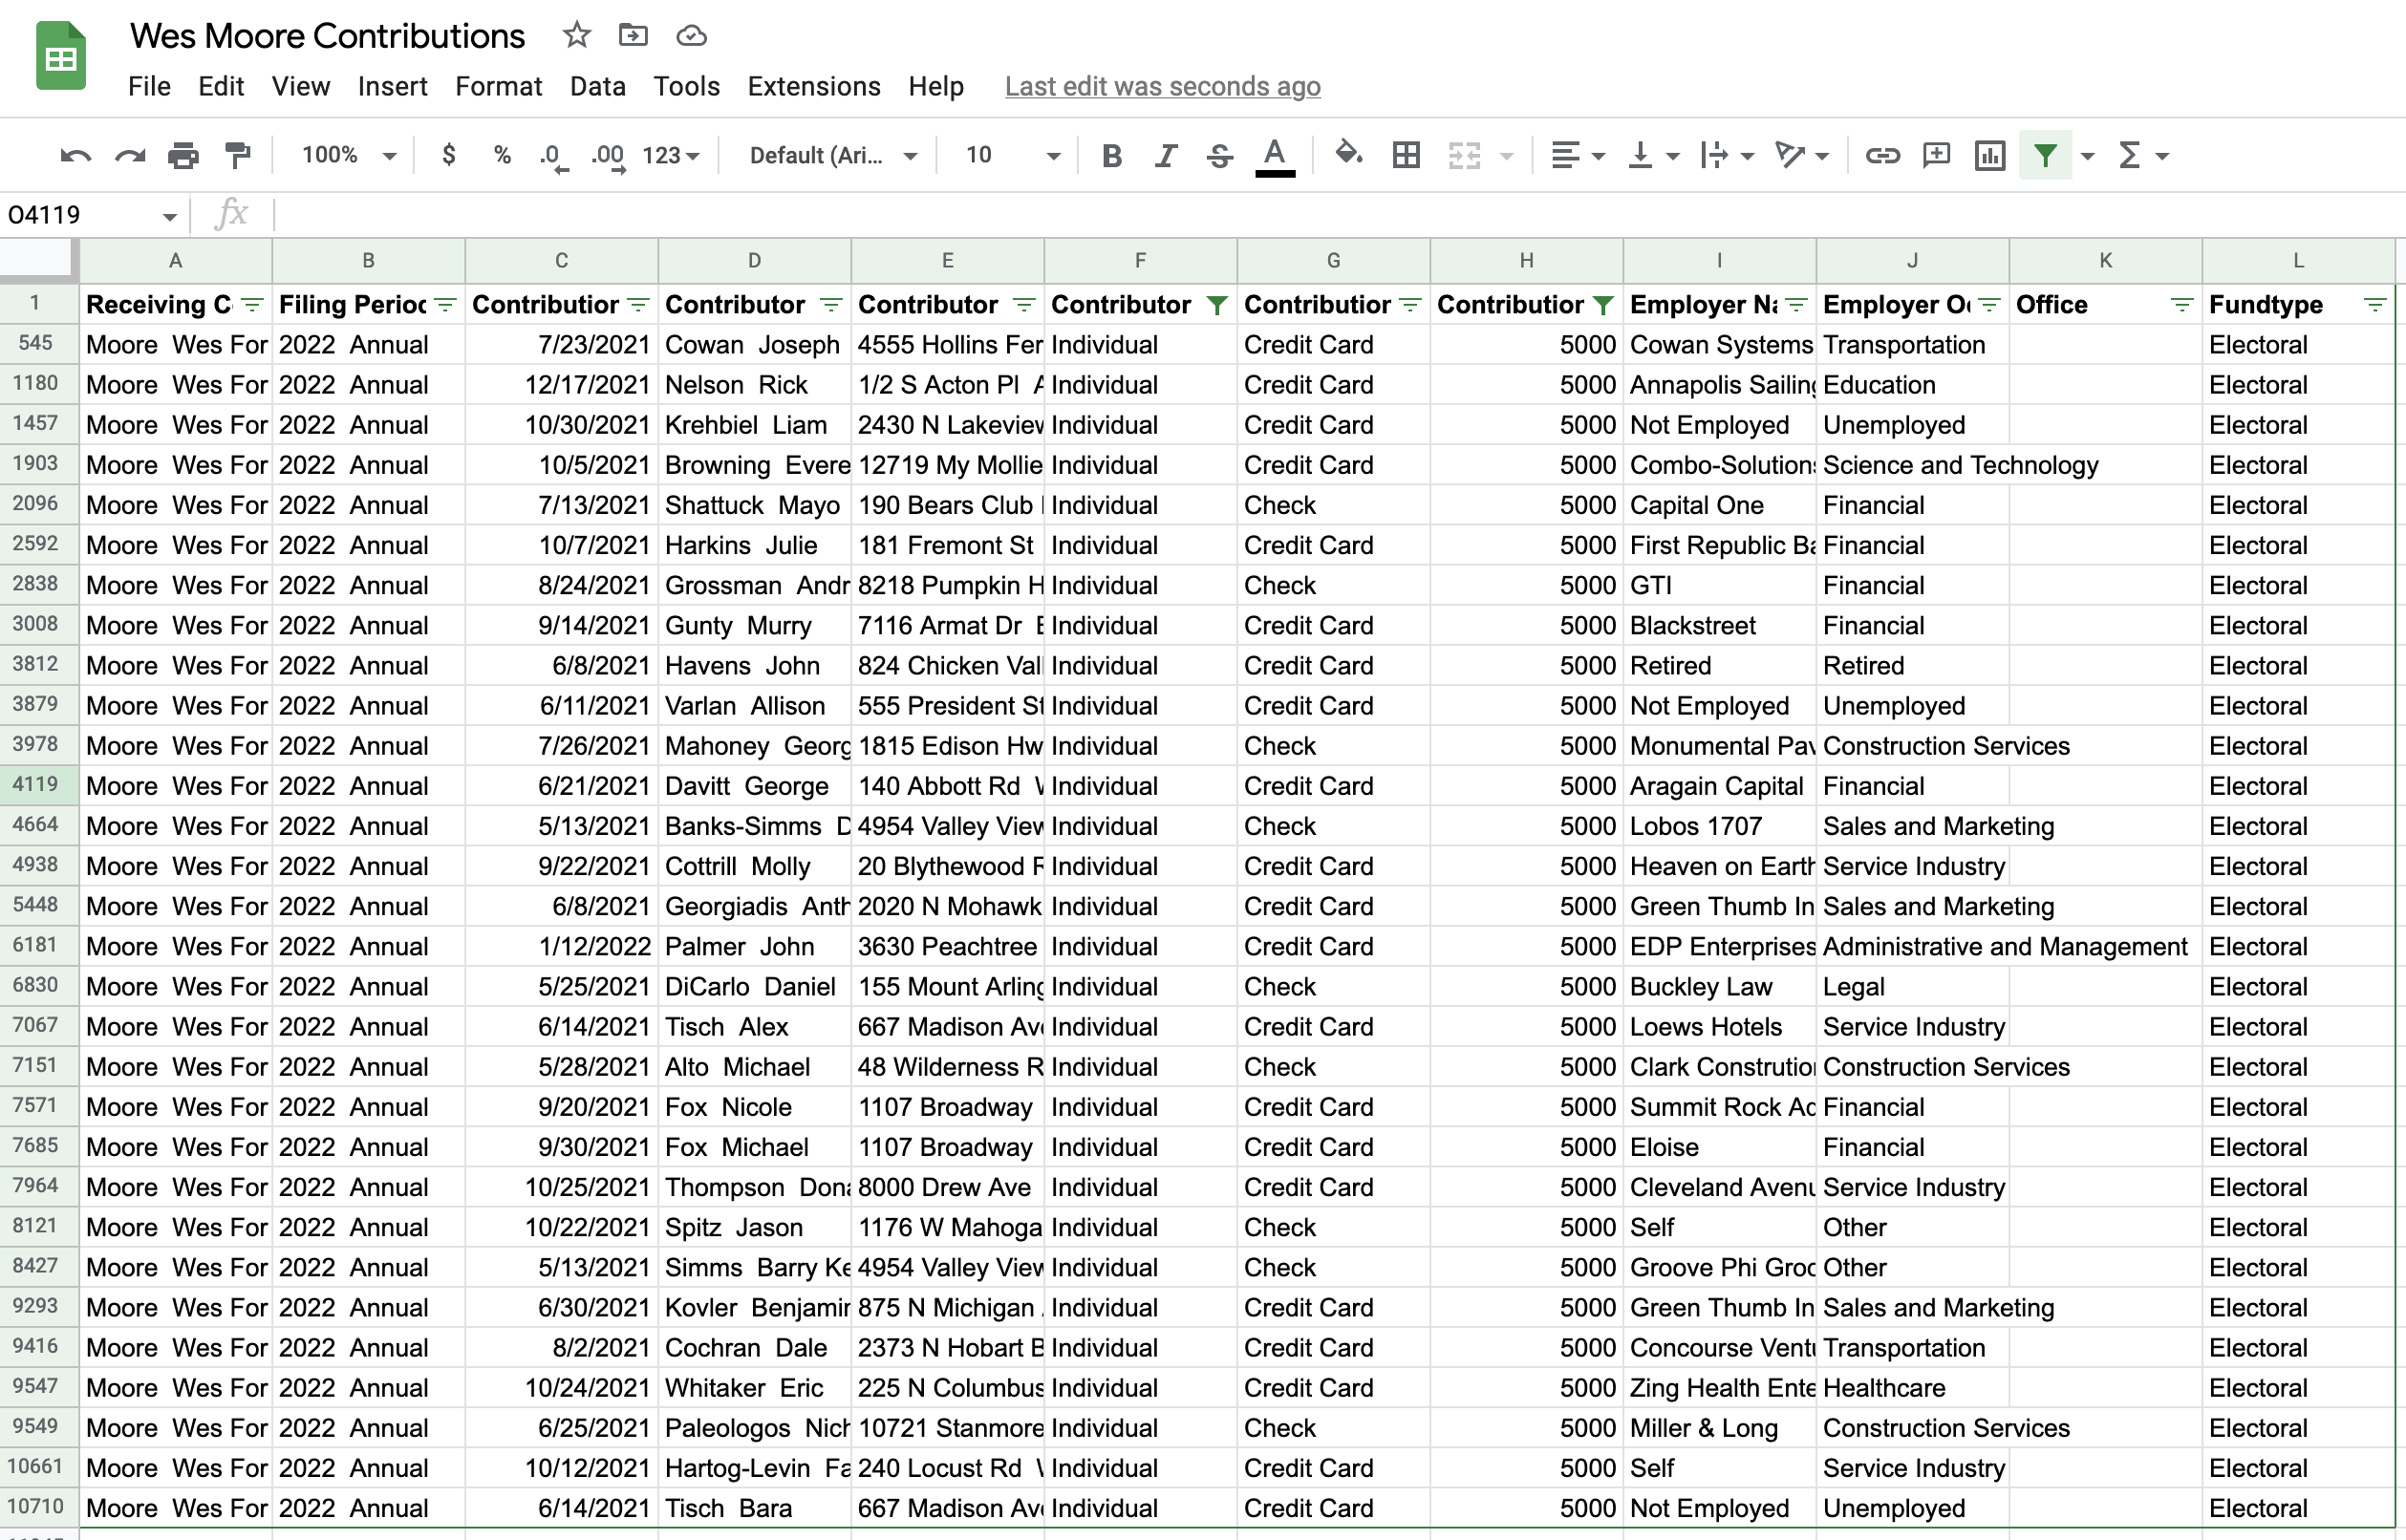 Wes Moore Contributions
File Edit View Insert Format Data Tools Extensions Help Last edit was seconds ago
100% $ % .0 .00 123 Default (Ari... 10 B I S A Σ
O4119 fx
A B C D E F G H I J K L
1 Receiving C Filing Period Contribution Contributor Contributor Contributor Contribution Contribution Employer Na Employer Oc Office Fundtype
545 Moore Wes For 2022 Annual 7/23/2021 Cowan Joseph 4555 Hollins Fer Individual Credit Card 5000 Cowan Systems Transportation Electoral
1180 Moore Wes For 2022 Annual 12/17/2021 Nelson Rick 1/2 S Acton Pl A Individual Credit Card 5000 Annapolis Sailing Education Electoral
1457 Moore Wes For 2022 Annual 10/30/2021 Krehbiel Liam 2430 N Lakeview Individual Credit Card 5000 Not Employed Unemployed Electoral
1903 Moore Wes For 2022 Annual 10/5/2021 Browning Evere 12719 My Mollie Individual Credit Card 5000 Combo-Solutions Science and Technology Electoral
2096 Moore Wes For 2022 Annual 7/13/2021 Shattuck Mayo 190 Bears Club Individual Check 5000 Capital One Financial Electoral
2592 Moore Wes For 2022 Annual 10/7/2021 Harkins Julie 181 Fremont St Individual Credit Card 5000 First Republic Ba Financial Electoral
2838 Moore Wes For 2022 Annual 8/24/2021 Grossman Andr 8218 Pumpkin H Individual Check 5000 GTI Financial Electoral
3008 Moore Wes For 2022 Annual 9/14/2021 Gunty Murry 7116 Armat Dr Individual Credit Card 5000 Blackstreet Financial Electoral
3812 Moore Wes For 2022 Annual 6/8/2021 Havens John 824 Chicken Val Individual Credit Card 5000 Retired Retired Electoral
3879 Moore Wes For 2022 Annual 6/11/2021 Varlan Allison 555 President St Individual Credit Card 5000 Not Employed Unemployed Electoral
3978 Moore Wes For 2022 Annual 7/26/2021 Mahoney Georg 1815 Edison Hw Individual Check 5000 Monumental Pav Construction Services Electoral
4119 Moore Wes For 2022 Annual 6/21/2021 Davitt George 140 Abbott Rd Individual Credit Card 5000 Aragain Capital Financial Electoral
4664 Moore Wes For 2022 Annual 5/13/2021 Banks-Simms D 4954 Valley View Individual Check 5000 Lobos 1707 Sales and Marketing Electoral
4938 Moore Wes For 2022 Annual 9/22/2021 Cottrill Molly 20 Blythewood R Individual Credit Card 5000 Heaven on Earth Service Industry Electoral
5448 Moore Wes For 2022 Annual 6/8/2021 Georgiadis Anth 2020 N Mohawk Individual Credit Card 5000 Green Thumb In Sales and Marketing Electoral
6181 Moore Wes For 2022 Annual 1/12/2022 Palmer John 3630 Peachtree Individual Credit Card 5000 EDP Enterprises Administrative and Management Electoral
6830 Moore Wes For 2022 Annual 5/25/2021 DiCarlo Daniel 155 Mount Arling Individual Check 5000 Buckley Law Legal Electoral
7067 Moore Wes For 2022 Annual 6/14/2021 Tisch Alex 667 Madison Ave Individual Credit Card 5000 Loews Hotels Service Industry Electoral
7151 Moore Wes For 2022 Annual 5/28/2021 Alto Michael 48 Wilderness R Individual Check 5000 Clark Constrution Construction Services Electoral
7571 Moore Wes For 2022 Annual 9/20/2021 Fox Nicole 1107 Broadway Individual Credit Card 5000 Summit Rock Ad Financial Electoral
7685 Moore Wes For 2022 Annual 9/30/2021 Fox Michael 1107 Broadway Individual Credit Card 5000 Eloise Financial Electoral
7964 Moore Wes For 2022 Annual 10/25/2021 Thompson Dona 8000 Drew Ave Individual Credit Card 5000 Cleveland Avenu Service Industry Electoral
8121 Moore Wes For 2022 Annual 10/22/2021 Spitz Jason 1176 W Mahoga Individual Check 5000 Self Other Electoral
8427 Moore Wes For 2022 Annual 5/13/2021 Simms Barry Ke 4954 Valley View Individual Check 5000 Groove Phi Groo Other Electoral
9293 Moore Wes For 2022 Annual 6/30/2021 Kovler Benjamin 875 N Michigan Individual Credit Card 5000 Green Thumb In Sales and Marketing Electoral
9416 Moore Wes For 2022 Annual 8/2/2021 Cochran Dale 2373 N Hobart B Individual Credit Card 5000 Concourse Ventu Transportation Electoral
9547 Moore Wes For 2022 Annual 10/24/2021 Whitaker Eric 225 N Columbus Individual Credit Card 5000 Zing Health Ente Healthcare Electoral
9549 Moore Wes For 2022 Annual 6/25/2021 Paleologos Nich 10721 Stanmore Individual Check 5000 Miller & Long Construction Services Electoral
10661 Moore Wes For 2022 Annual 10/12/2021 Hartog-Levin Fa 240 Locust Rd Individual Credit Card 5000 Self Service Industry Electoral
10710 Moore Wes For 2022 Annual 6/14/2021 Tisch Bara 667 Madison Ave Individual Credit Card 5000 Not Employed Unemployed Electoral